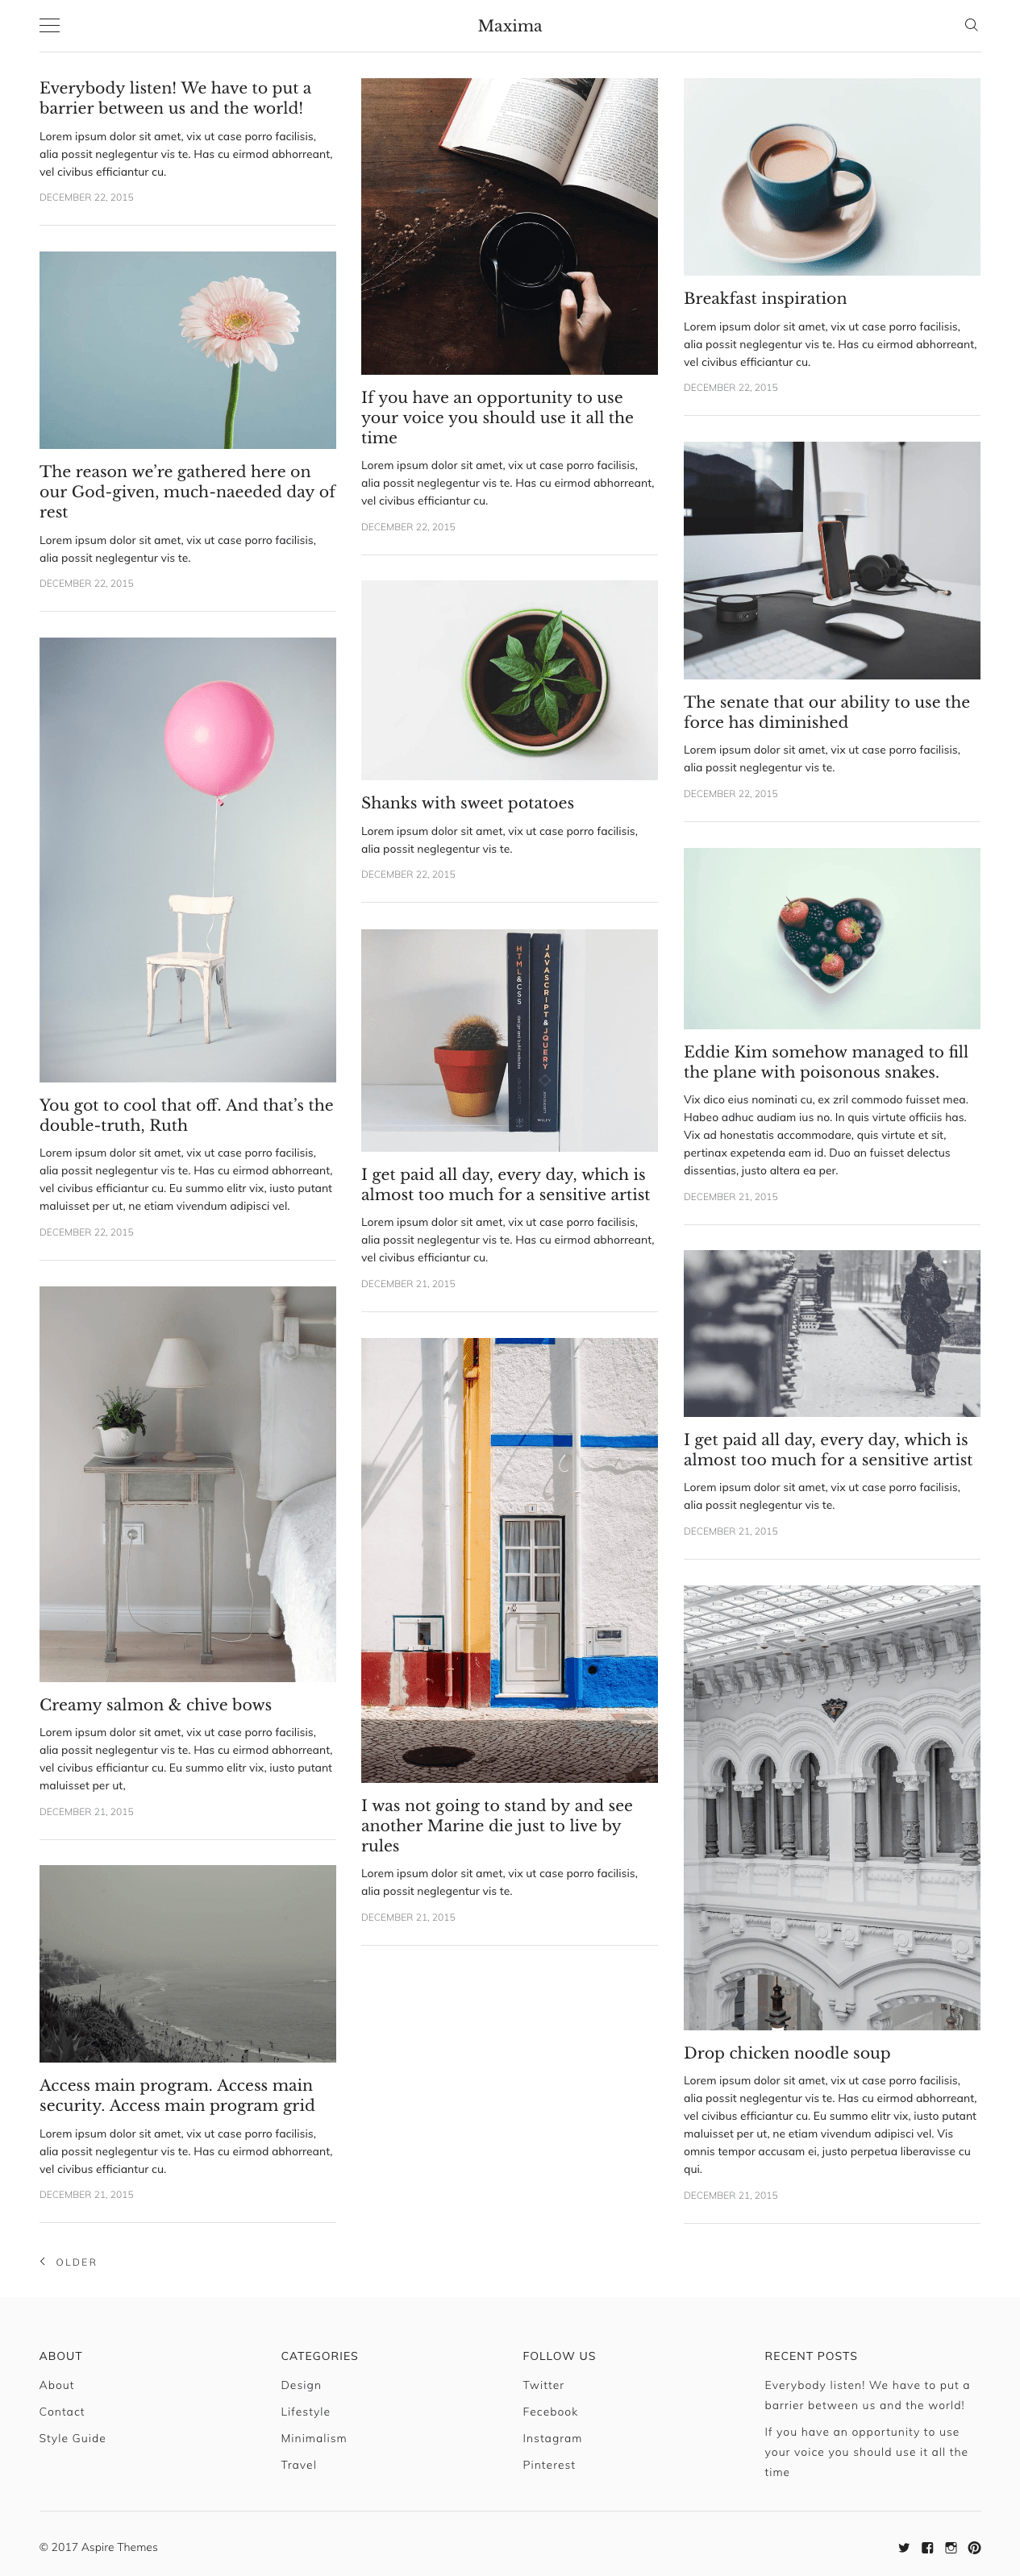 Maxima
Everybody listen! We have to put a
barrier between us and the world!
Lorem ipsum dolor sit amet, vix ut case porro facilisis,
alia possit neglegentur vis te. Has cu eirmod abhorreant,
vel civibus efficiantur cu.
DECEMBER 22, 2015
The reason we’re gathered here on
our God-given, much-naeeded day of
rest
Lorem ipsum dolor sit amet, vix ut case porro facilisis,
alia possit neglegentur vis te.
DECEMBER 22, 2015
You got to cool that off. And that’s the
double-truth, Ruth
Lorem ipsum dolor sit amet, vix ut case porro facilisis,
alia possit neglegentur vis te. Has cu eirmod abhorreant,
vel civibus efficiantur cu. Eu summo elitr vix, iusto putant
maluisset per ut, ne etiam vivendum adipisci vel.
DECEMBER 22, 2015
Creamy salmon & chive bows
Lorem ipsum dolor sit amet, vix ut case porro facilisis,
alia possit neglegentur vis te. Has cu eirmod abhorreant,
vel civibus efficiantur cu. Eu summo elitr vix, iusto putant
maluisset per ut,
DECEMBER 21, 2015
Access main program. Access main
security. Access main program grid
Lorem ipsum dolor sit amet, vix ut case porro facilisis,
alia possit neglegentur vis te. Has cu eirmod abhorreant,
vel civibus efficiantur cu.
DECEMBER 21, 2015
If you have an opportunity to use
your voice you should use it all the
time
Lorem ipsum dolor sit amet, vix ut case porro facilisis,
alia possit neglegentur vis te. Has cu eirmod abhorreant,
vel civibus efficiantur cu.
DECEMBER 22, 2015
Shanks with sweet potatoes
Lorem ipsum dolor sit amet, vix ut case porro facilisis,
alia possit neglegentur vis te.
DECEMBER 22, 2015
HTML&CSS
JAVASCRIPT&JQUERY
WILEY
I get paid all day, every day, which is
almost too much for a sensitive artist
Lorem ipsum dolor sit amet, vix ut case porro facilisis,
alia possit neglegentur vis te. Has cu eirmod abhorreant,
vel civibus efficiantur cu.
DECEMBER 21, 2015
I was not going to stand by and see
another Marine die just to live by
rules
Lorem ipsum dolor sit amet, vix ut case porro facilisis,
alia possit neglegentur vis te.
DECEMBER 21, 2015
Breakfast inspiration
Lorem ipsum dolor sit amet, vix ut case porro facilisis,
alia possit neglegentur vis te. Has cu eirmod abhorreant,
vel civibus efficiantur cu.
DECEMBER 22, 2015
The senate that our ability to use the
force has diminished
Lorem ipsum dolor sit amet, vix ut case porro facilisis,
alia possit neglegentur vis te.
DECEMBER 22, 2015
Eddie Kim somehow managed to fill
the plane with poisonous snakes.
Vix dico eius nominati cu, ex zril commodo fuisset mea.
Habeo adhuc audiam ius no. In quis virtute officiis has.
Vix ad honestatis accommodare, quis virtute et sit,
pertinax expetenda eam id. Duo an fuisset delectus
dissentias, justo altera ea per.
DECEMBER 21, 2015
I get paid all day, every day, which is
almost too much for a sensitive artist
Lorem ipsum dolor sit amet, vix ut case porro facilisis,
alia possit neglegentur vis te.
DECEMBER 21, 2015
Drop chicken noodle soup
Lorem ipsum dolor sit amet, vix ut case porro facilisis,
alia possit neglegentur vis te. Has cu eirmod abhorreant,
vel civibus efficiantur cu. Eu summo elitr vix, iusto putant
maluisset per ut, ne etiam vivendum adipisci vel. Vis
omnis tempor accusam ei, justo perpetua liberavisse cu
qui.
DECEMBER 21, 2015
OLDER
ABOUT
About
Contact
Style Guide
CATEGORIES
Design
Lifestyle
Minimalism
Travel
FOLLOW US
Twitter
Fecebook
Instagram
Pinterest
RECENT POSTS
Everybody listen! We have to put a
barrier between us and the world!
If you have an opportunity to use
your voice you should use it all the
time
© 2017 Aspire Themes